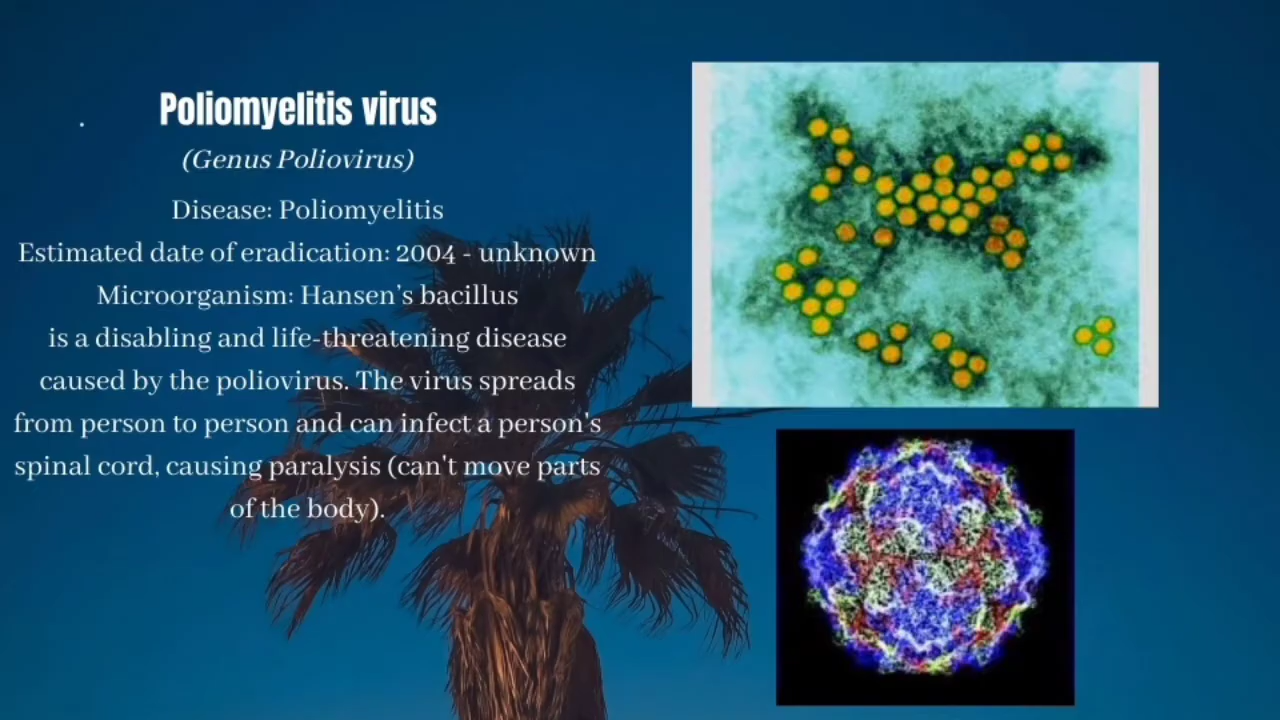 Poliomyelitis virus
(Genus Poliovirus)
Disease: Poliomyelitis
Estimated date of eradication: 2004 - unknown
Microorganism: Hansen's bacillus
is a disabling and life-threatening disease
caused by the poliovirus. The virus spreads
from person to person and can infect a person's
spinal cord, causing paralysis (can't move parts
of the body).